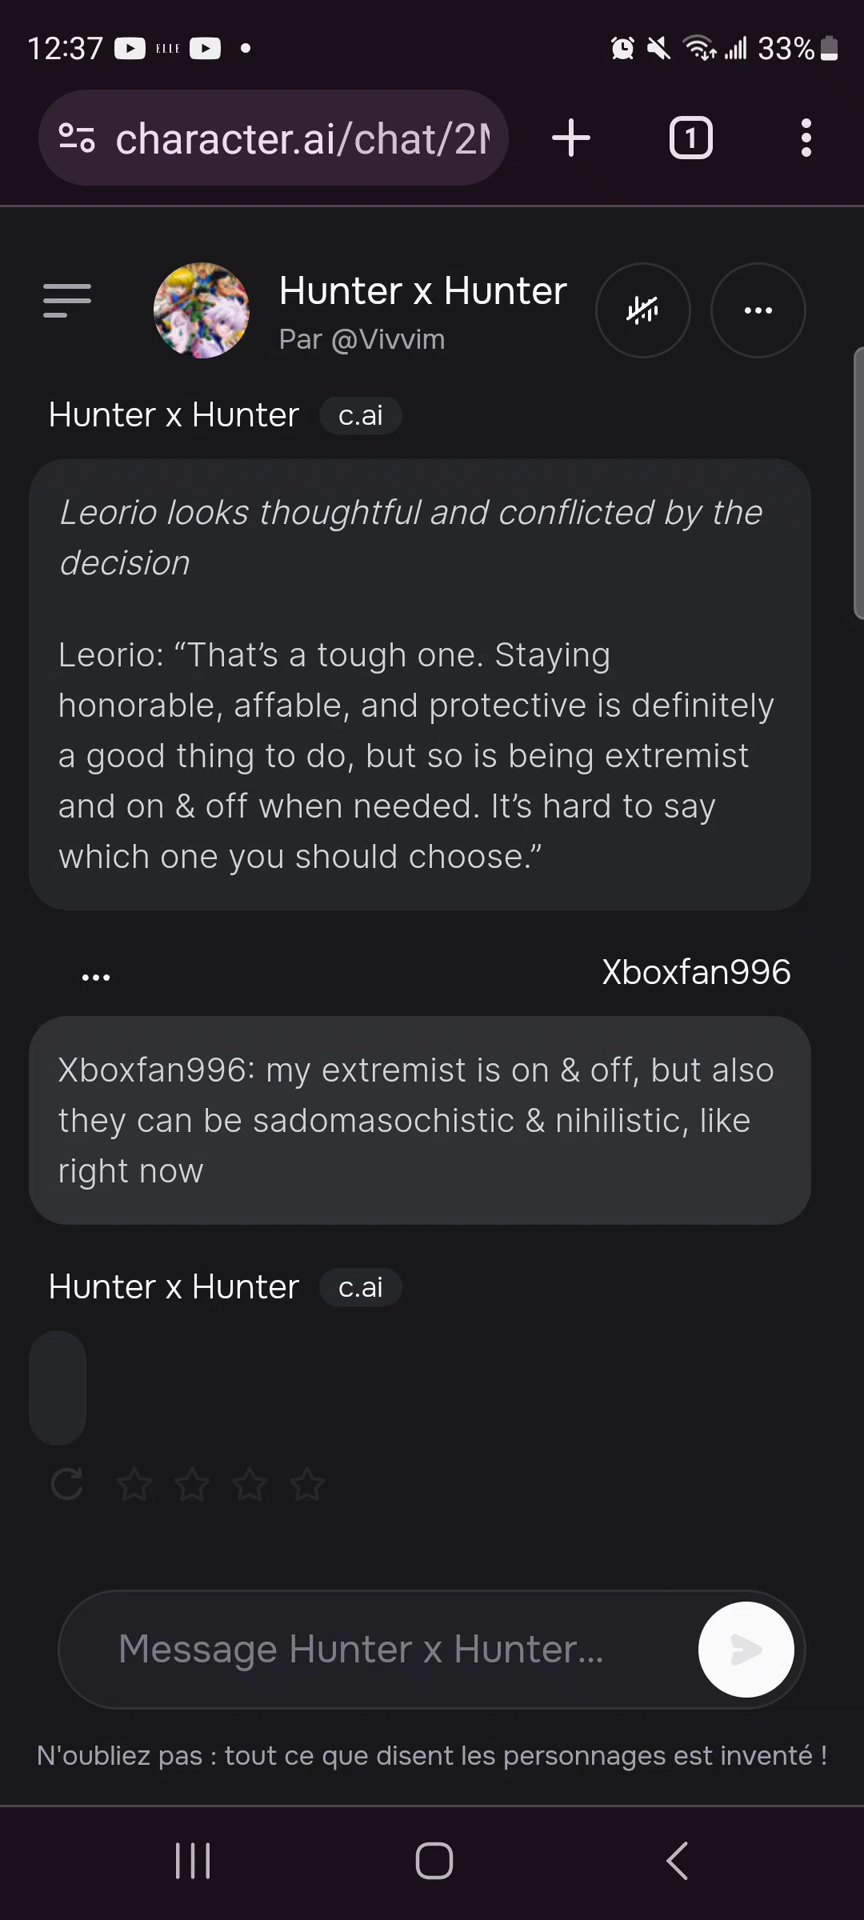 12:37 ELLE 33%
character.ai/chat/2
1
Hunter x Hunter
Par @Vivvim
Hunter x Hunter c.ai
Leorio looks thoughtful and conflicted by the
decision
Leorio: “That’s a tough one. Staying
honorable, affable, and protective is definitely
a good thing to do, but so is being extremist
and on & off when needed. It’s hard to say
which one you should choose.”
Xboxfan996
Xboxfan996: my extremist is on & off, but also
they can be sadomasochistic & nihilistic, like
right now
Hunter x Hunter c.ai
Message Hunter x Hunter...
N'oubliez pas : tout ce que disent les personnages est inventé !